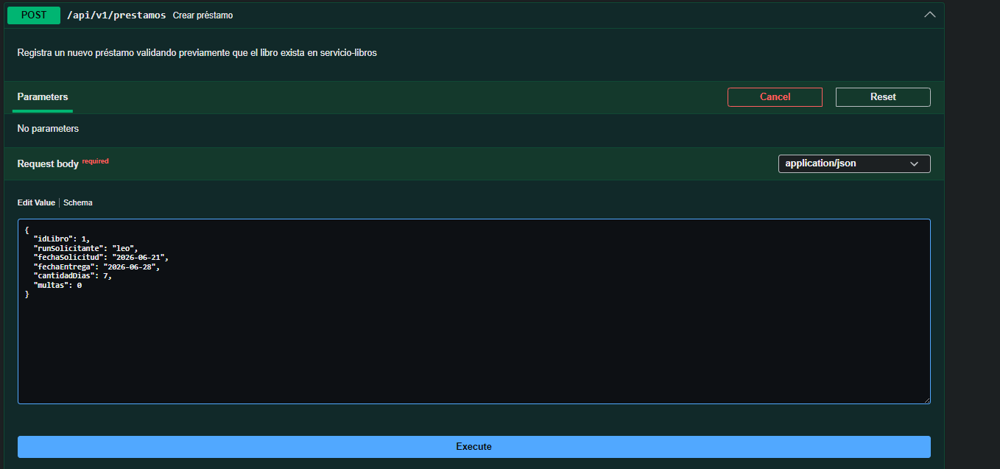 POST /api/v1/prestamos Crear préstamo
Registra un nuevo préstamo validando previamente que el libro exista en servicio-libros
Parameters
Cancel
Reset
No parameters
Request body required
application/json
Edit Value | Schema
{
  "idLibro": 1,
  "runSolicitante": "leo",
  "fechaSolicitud": "2026-06-21",
  "fechaEntrega": "2026-06-28",
  "cantidadDias": 7,
  "multas": 0
}
Execute